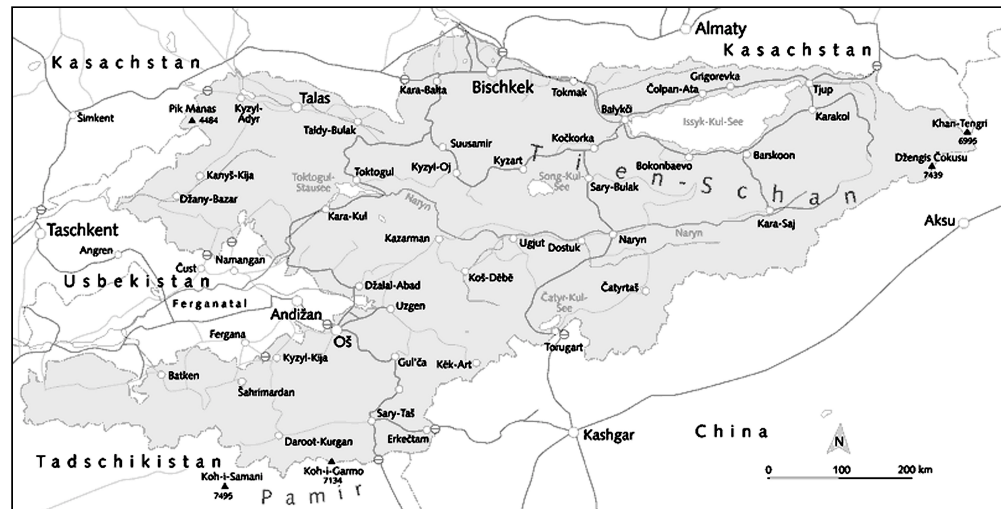 Almaty
Kasachstan
Kasachstan
Bischkek
Kara-Balta
Tokmak
Grigorevka
Čolpan-Ata
Tjup
Pik Manas
4484
Kyzyl-
Adyr
Talas
Taldy-Bulak
Šimkent
Balykči
Issyk-Kul-See
Karakol
Khan-Tengri
6995
Suusamir
Kočkorka
Kyzyl-Oj
Kyzart
Tien-Schan
Bokonbaevo
Barskoon
Džengis Čokusu
7439
Kanyš-Kija
Toktogul-
Stausee
Toktogul
Song-Kul-
See
Sary-Bulak
Džany-Bazar
Kara-Kul
Naryn
Kara-Saj
Aksu
Taschkent
Kazarman
Ugjut
Dostuk
Naryn
Naryn
Angren
Namangan
Čust
Usbekistan
Koš-Dëbë
Džalal-Abad
Čatyrtaš
Ferganatal
Uzgen
Čatyr-Kul-
See
Andižan
Fergana
Oš
Torugart
Kyzyl-Kija
Gul'ča
Këk-Art
Batken
Šahrimardan
Sary-Taš
Daroot-Kurgan
Erkečtam
Kashgar
China
N
Tadschikistan
Koh-i-Samani
7495
Koh-i-Garmo
7134
Pamir
0 100 200 km